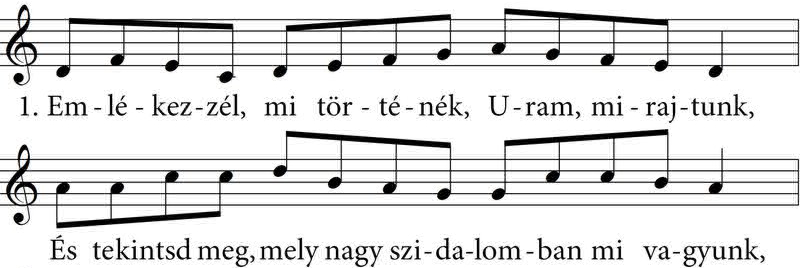 1. Em - lé - kez - zél, mi tör - té - nék, U - ram, mi - raj - tunk,
És tekintsd meg, mely nagy szi - da - lom - ban mi va - gyunk,